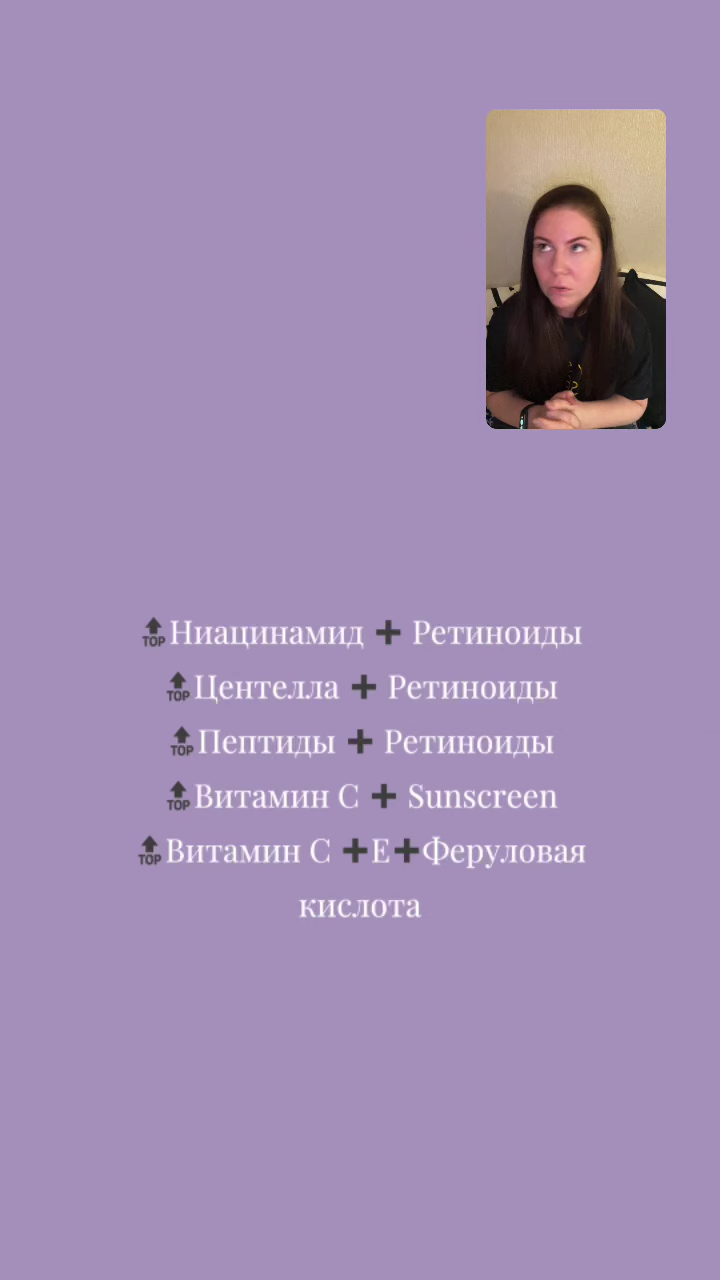 🔝Ниацинамид ➕ Ретиноиды
🔝Центелла ➕ Ретиноиды
🔝Пептиды ➕ Ретиноиды
🔝Витамин С ➕ Sunscreen
🔝Витамин С ➕Е➕Феруловая
кислота